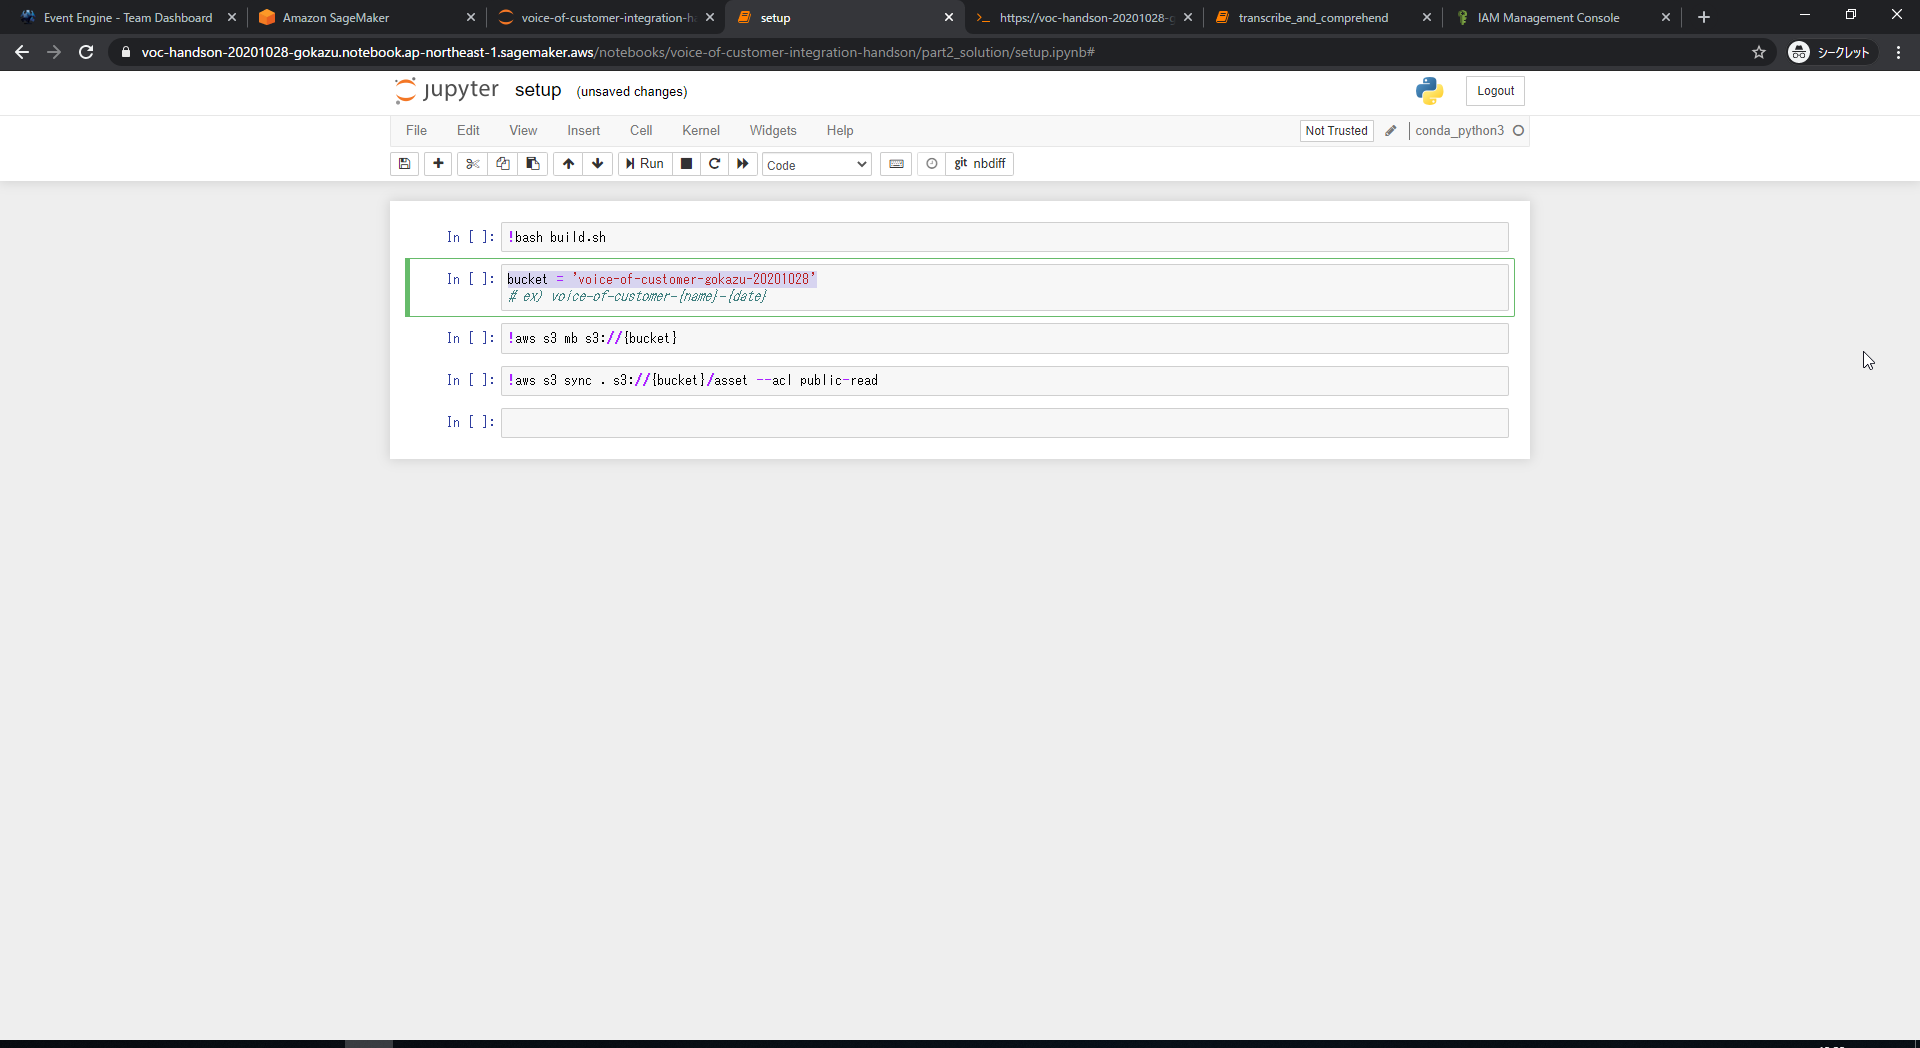 Event Engine - Team Dashboard
Amazon SageMaker
voice-of-customer-integration-h
setup
https://voc-handson-20201028-g
transcribe_and_comprehend
IAM Management Console
voc-handson-20201028-gokazu.notebook.ap-northeast-1.sagemaker.aws/notebooks/voice-of-customer-integration-handson/part2_solution/setup.ipynb#
シークレット
jupyter setup (unsaved changes)
Logout
File Edit View Insert Cell Kernel Widgets Help
Not Trusted
conda_python3
Run
Code
git nbdiff
In [ ]: !bash build.sh
In [ ]: bucket = 'voice-of-customer-gokazu-20201028'
# ex) voice-of-customer-{name}-{date}
In [ ]: !aws s3 mb s3://{bucket}
In [ ]: !aws s3 sync . s3://{bucket}/asset --acl public-read
In [ ]: